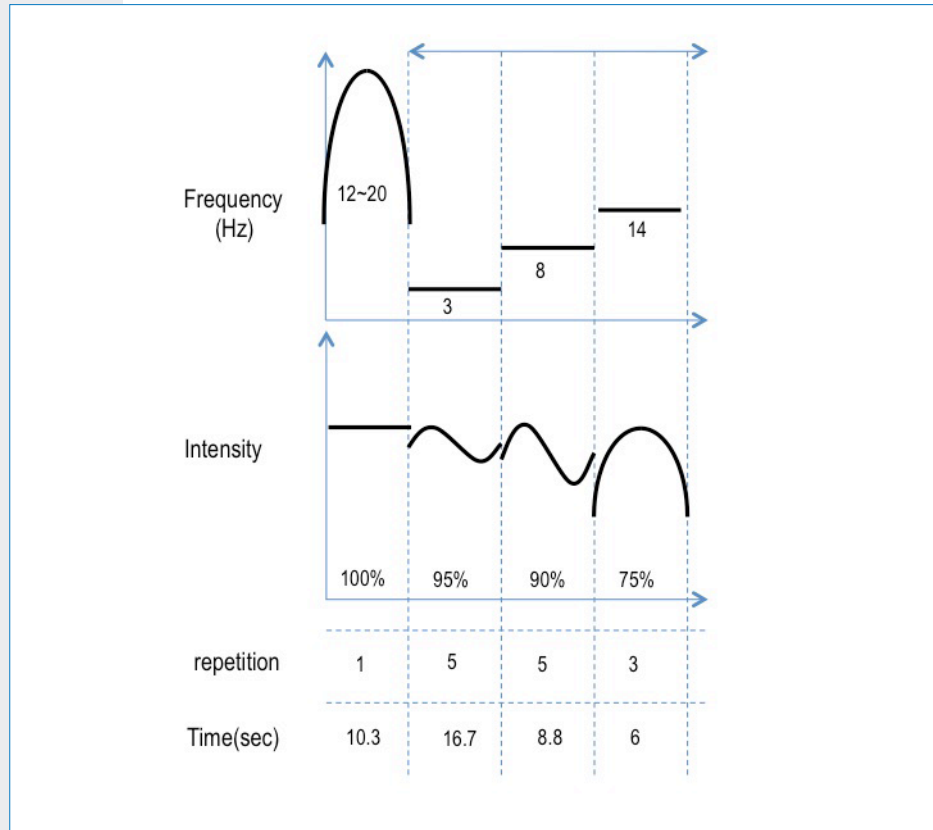 12~20
Frequency
(Hz)
14
8
3
Intensity
100% 95% 90% 75%
repetition 1 5 5 3
Time(sec) 10.3 16.7 8.8 6